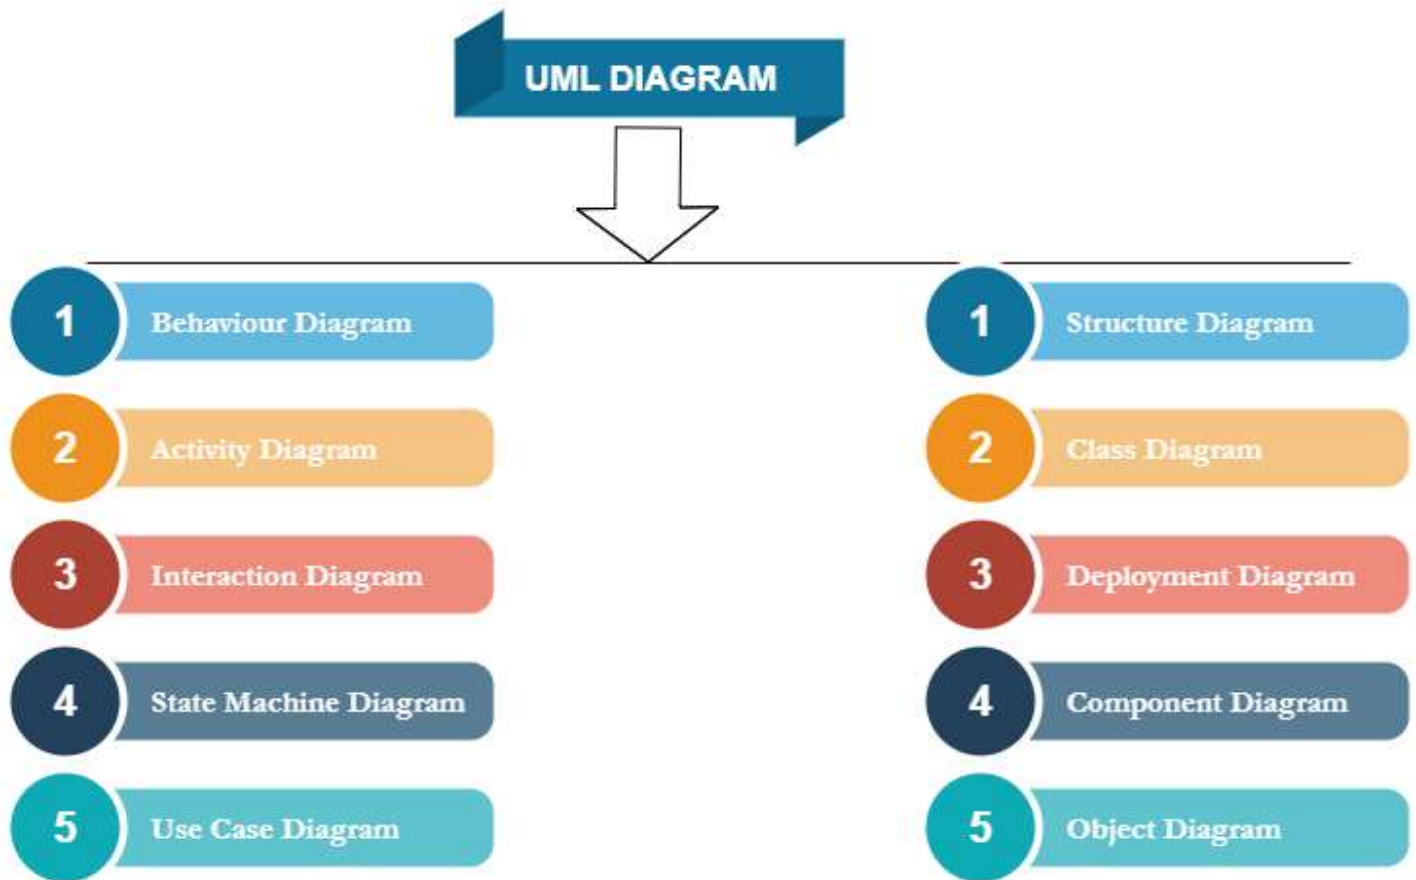 UML DIAGRAM
1 Behaviour Diagram
2 Activity Diagram
3 Interaction Diagram
4 State Machine Diagram
5 Use Case Diagram
1 Structure Diagram
2 Class Diagram
3 Deployment Diagram
4 Component Diagram
5 Object Diagram